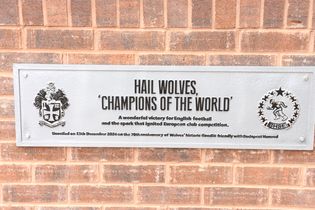 HAIL WOLVES,
'CHAMPIONS OF THE WORLD'
A wonderful victory for English football
and the spark that ignited European club competition.
Unveiled on 13th December 2024 on the 70th anniversary of Wolves' historic floodlit friendly with Budapest Honved